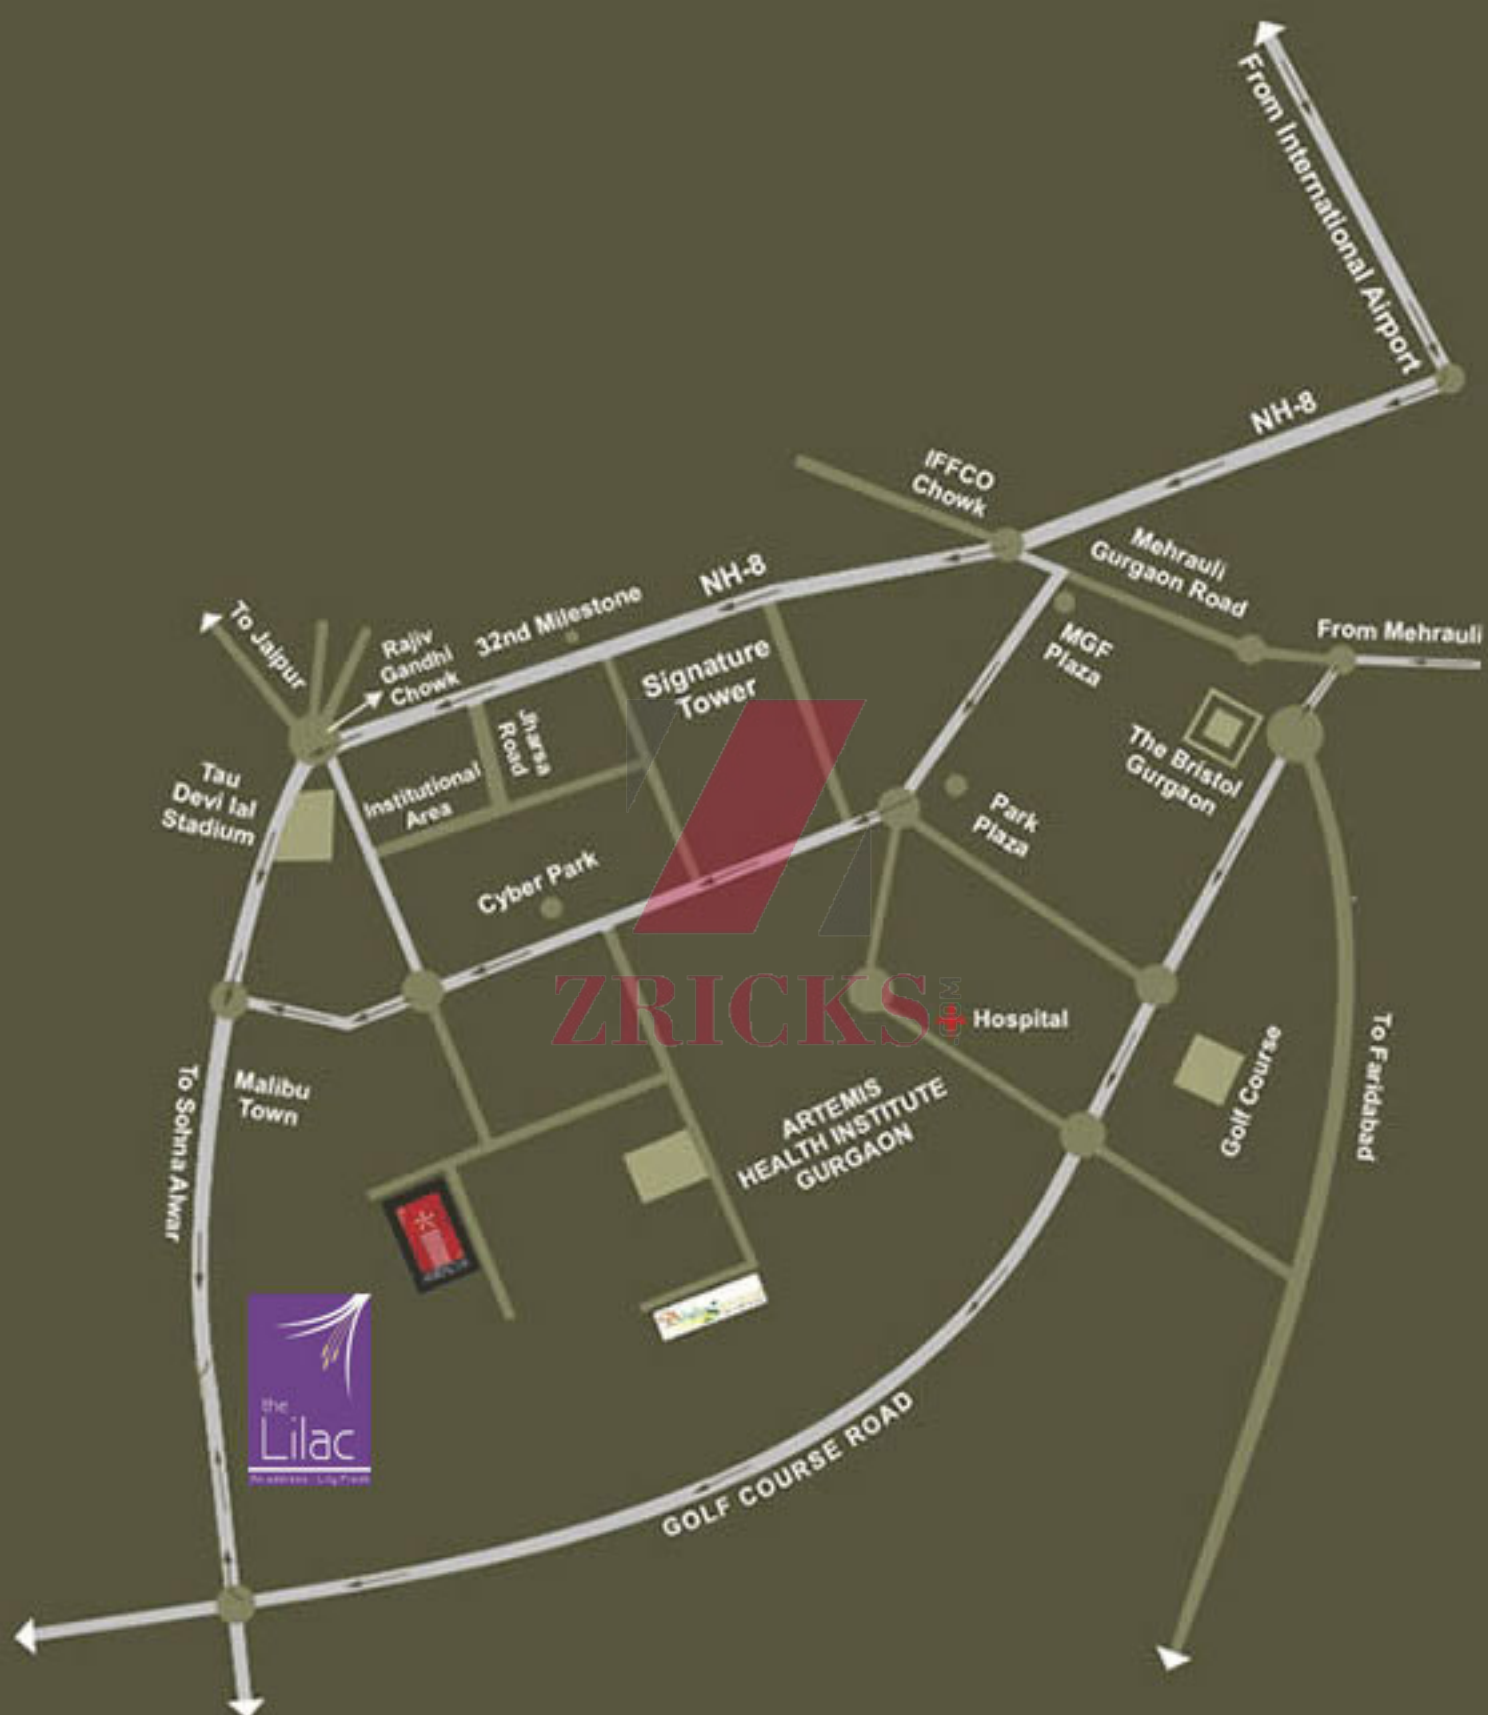 From International Airport
NH-8
IFFCO
Chowk
Mehrauli
Gurgaon Road
NH-8
From Mehrauli
To Jaipur
Rajiv
Gandhi
Chowk
32nd Milestone
MGF
Plaza
Signature
Tower
Jharsa
Road
The Bristol
Gurgaon
Tau
Devi lal
Stadium
Institutional
Area
Park
Plaza
Cyber Park
ZRICKS
.COM
Hospital
To Sohna Alwar
Malibu
Town
ARTEMIS
HEALTH INSTITUTE
GURGAON
Golf Course
To Faridabad
the
Lilac
GOLF COURSE ROAD